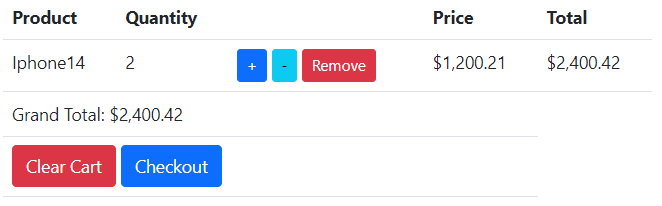 Product Quantity Price Total
Iphone14 2 + - Remove $1,200.21 $2,400.42
Grand Total: $2,400.42
Clear Cart Checkout